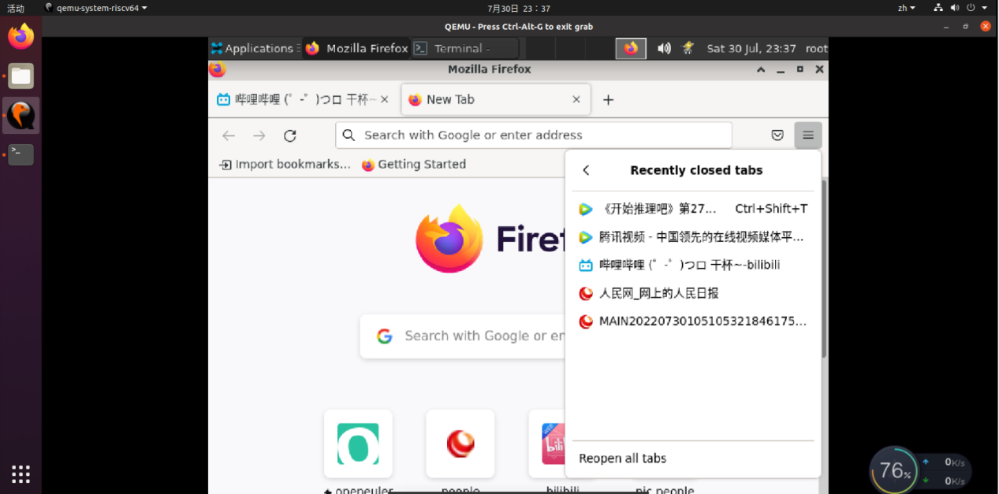 活动
qemu-system-riscv64
7月30日 23：37
zh
QEMU - Press Ctrl-Alt-G to exit grab
Applications
Mozilla Firefox
Terminal -
Sat 30 Jul, 23:37
root
Mozilla Firefox
哔哩哔哩 (゜-゜)つロ 干杯~
New Tab
Search with Google or enter address
Import bookmarks...
Getting Started
Recently closed tabs
《开始推理吧》第27... Ctrl+Shift+T
腾讯视频 - 中国领先的在线视频媒体平...
哔哩哔哩 (゜-゜)つロ 干杯~-bilibili
人民网_网上的人民日报
MAIN20220730105105321846175...
Firef
Search with Google or en
Reopen all tabs
openeuler
people
bilibili
pic.people
76%
0K/s
0K/s